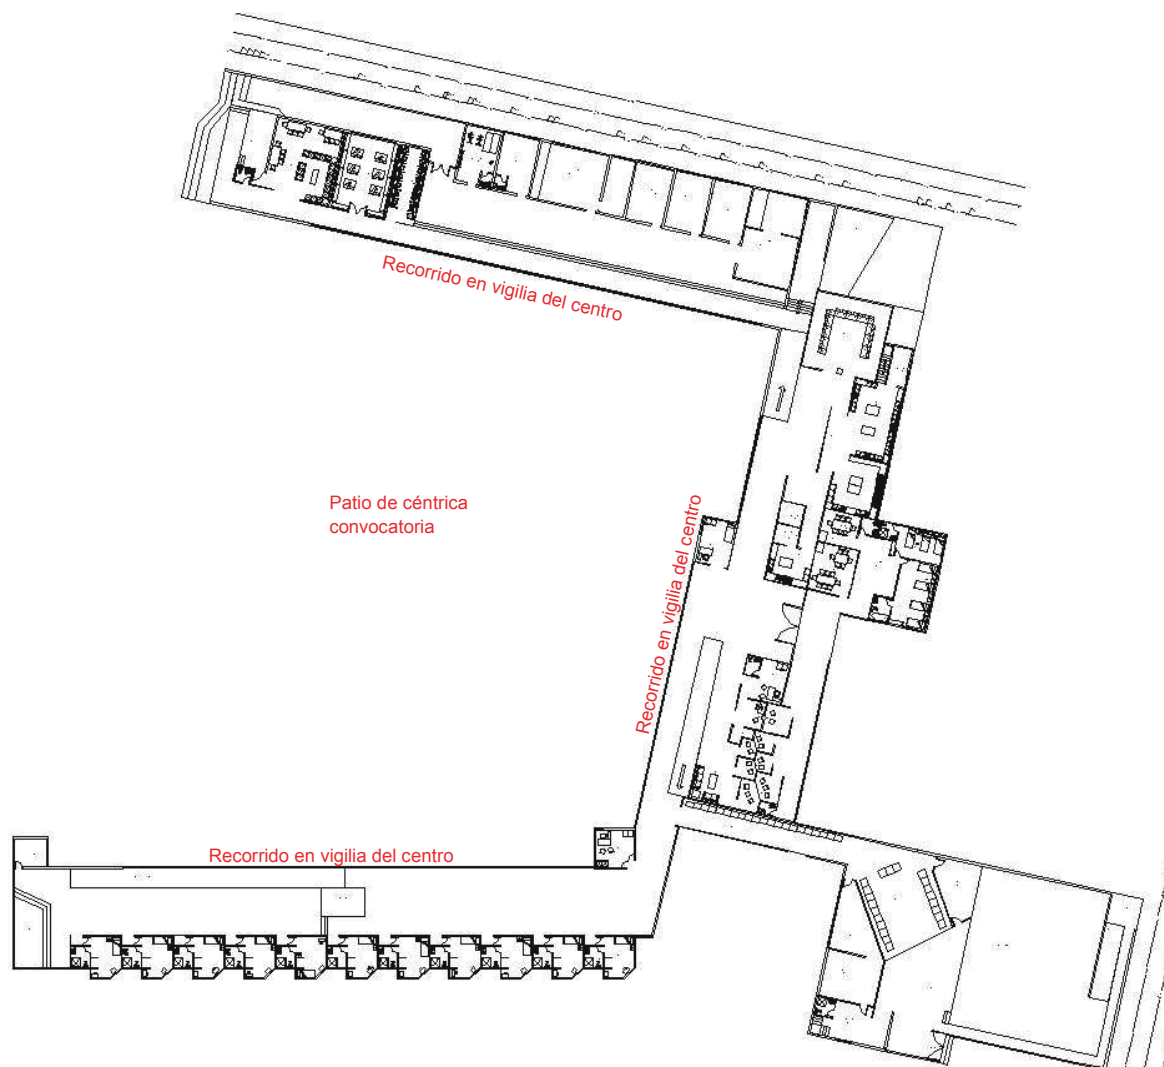 Recorrido en vigilia del centro
Patio de céntrica
convocatoria
Recorrido en vigilia del centro
Recorrido en vigilia del centro